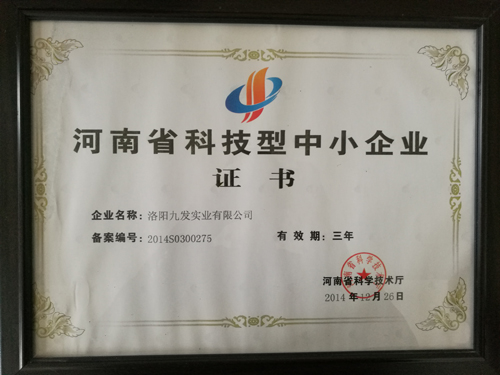 河南省科技型中小企业
证书
企业名称：洛阳九发实业有限公司
备案编号：2014S0300275 有效期：三年
河南省科学技术厅
2014年12月26日